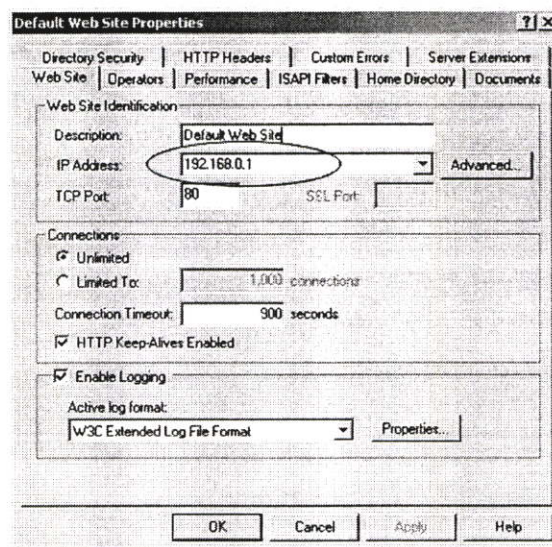 Default Web Site Properties
Directory Security HTTP Headers Custom Errors Server Extensions
Web Site Operators Performance ISAPI Filters Home Directory Documents
Web Site Identification
Description: Default Web Site
IP Address: 192.168.0.1 Advanced...
TCP Port: 80 SSL Port:
Connections
Unlimited
Limited To: 1,000 connections
Connection Timeout: 900 seconds
HTTP Keep-Alives Enabled
Enable Logging
Active log format:
W3C Extended Log File Format Properties...
OK Cancel Apply Help